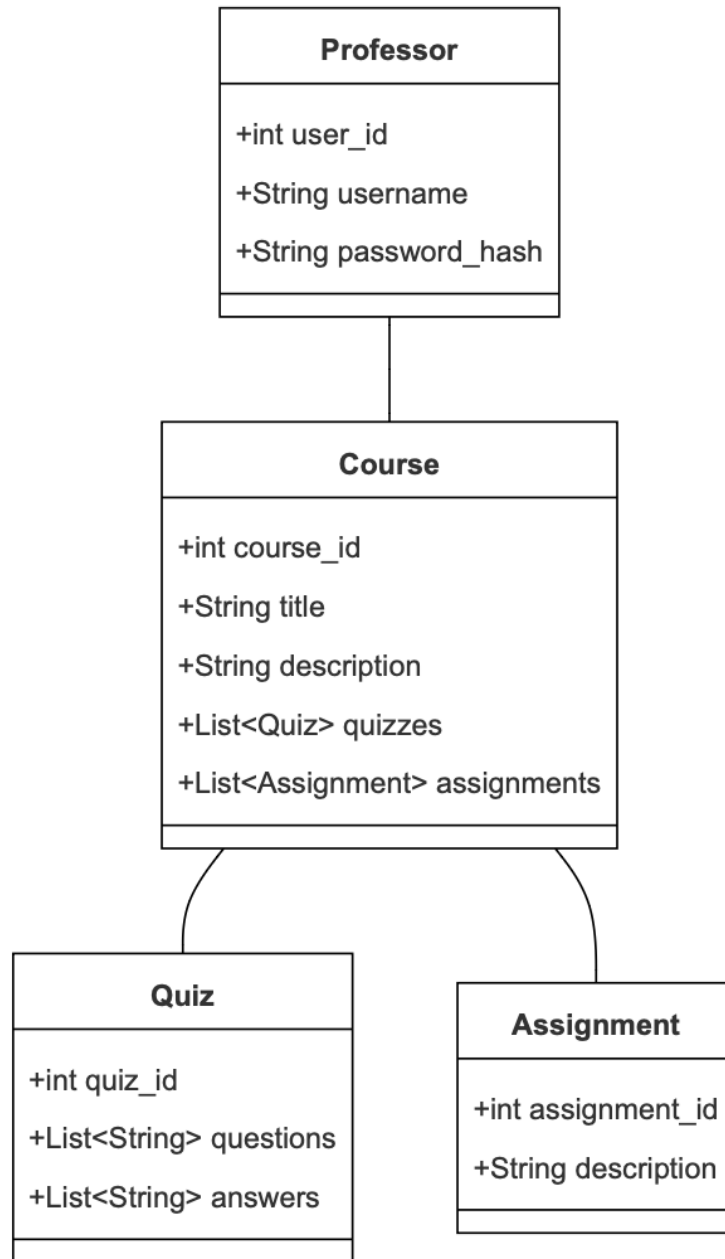 Professor
+int user_id
+String username
+String password_hash
Course
+int course_id
+String title
+String description
+List<Quiz> quizzes
+List<Assignment> assignments
Quiz
+int quiz_id
+List<String> questions
+List<String> answers
Assignment
+int assignment_id
+String description